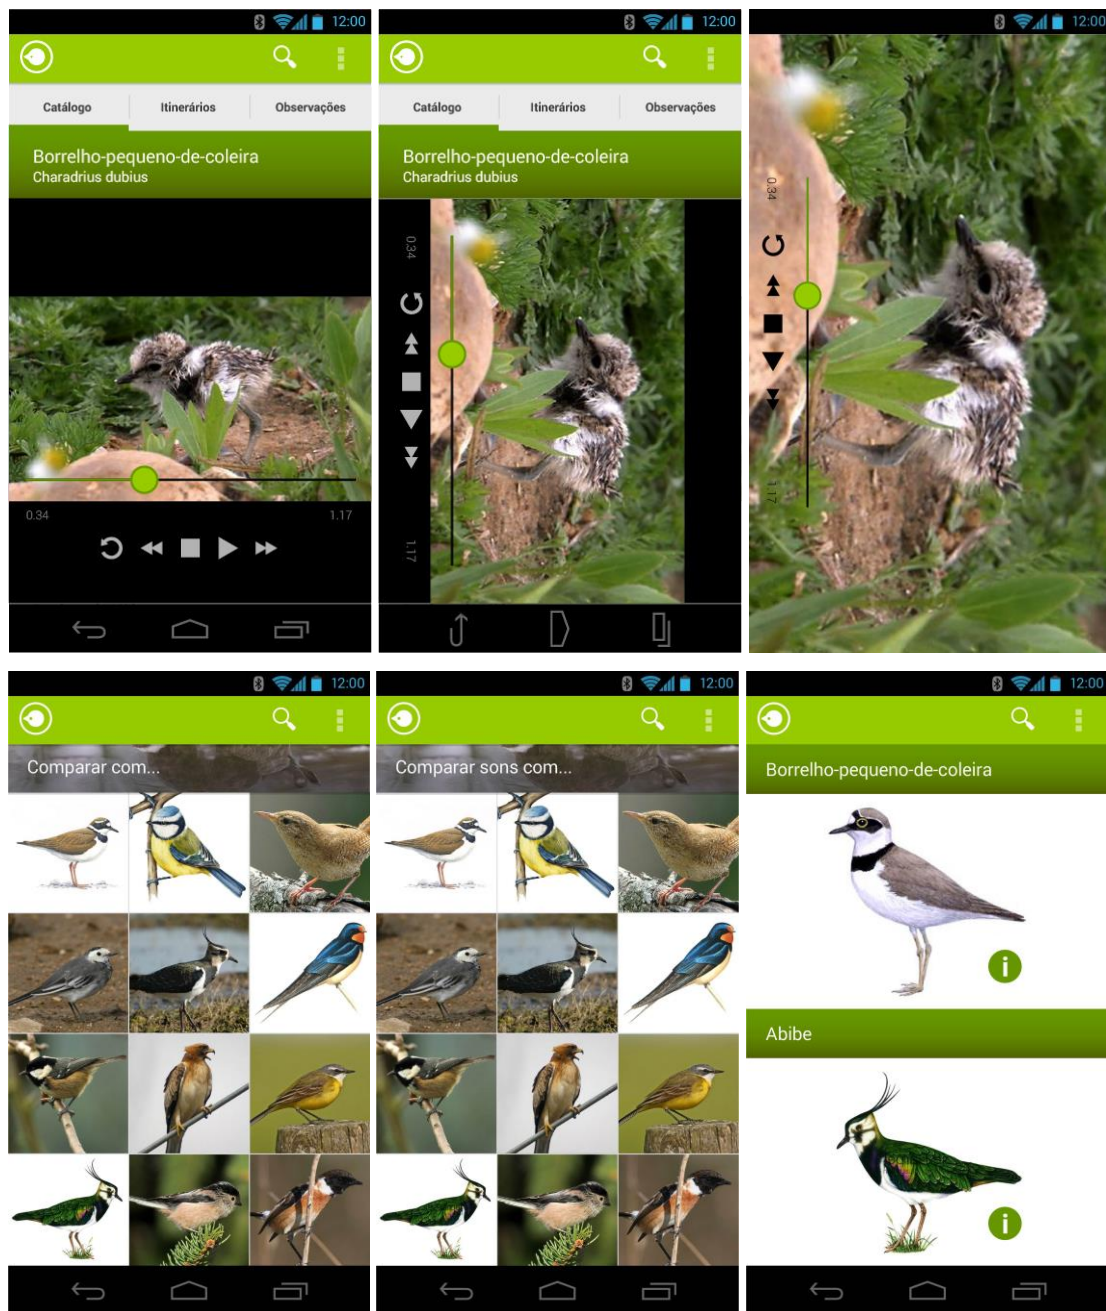 12:00
Catálogo Itinerários Observações
Borrelho-pequeno-de-coleira
Charadrius dubius
0.34 1.17
12:00
Catálogo Itinerários Observações
Borrelho-pequeno-de-coleira
Charadrius dubius
0.34
1.17
12:00
0.34
1.17
12:00
Comparar com...
12:00
Comparar sons com...
12:00
Borrelho-pequeno-de-coleira
i
Abibe
i